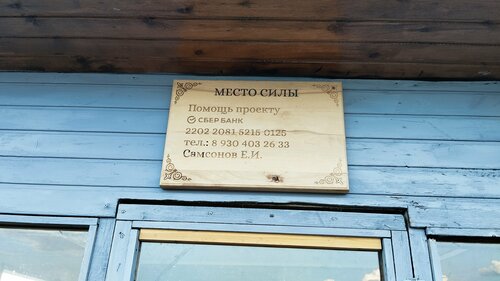 МЕСТО СИЛЫ
Помощь проекту
СБЕР БАНК
2202 2081 5215 0125
тел.: 8 930 403 26 33
Самсонов Е.И.